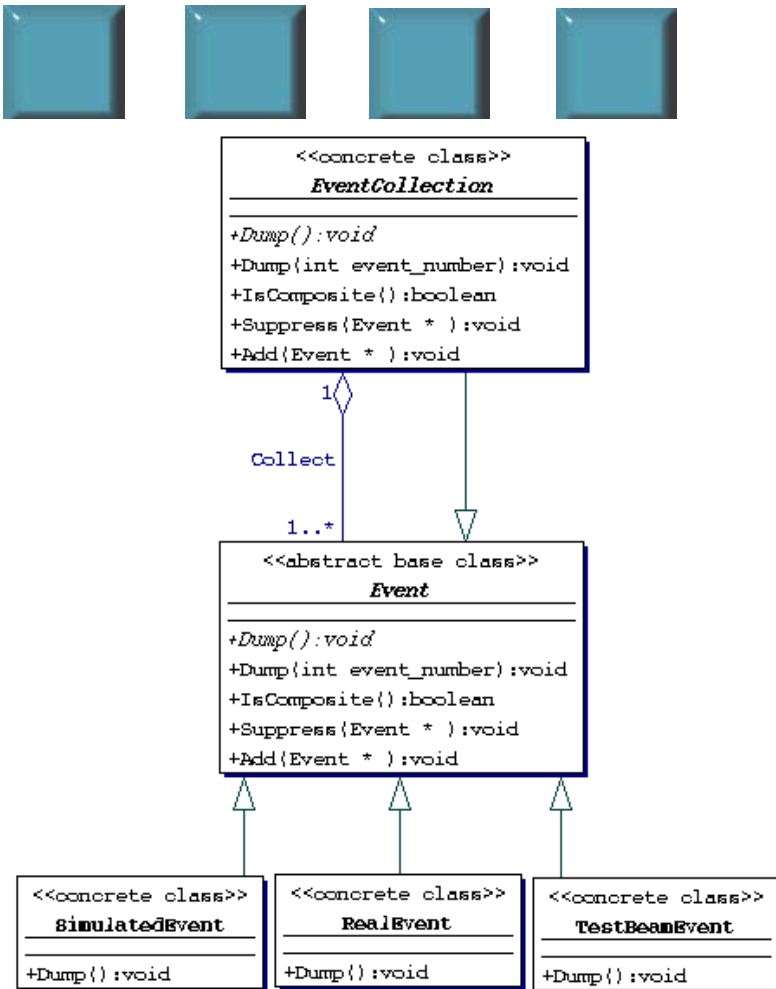 <<concrete class>>
EventCollection
+Dump():void
+Dump(int event_number):void
+IsComposite():boolean
+Suppress(Event * ):void
+Add(Event * ):void
1
Collect
1..*
<<abstract base class>>
Event
+Dump():void
+Dump(int event_number):void
+IsComposite():boolean
+Suppress(Event * ):void
+Add(Event * ):void
<<concrete class>>
SimulatedEvent
+Dump():void
<<concrete class>>
RealEvent
+Dump():void
<<concrete class>>
TestBeamEvent
+Dump():void